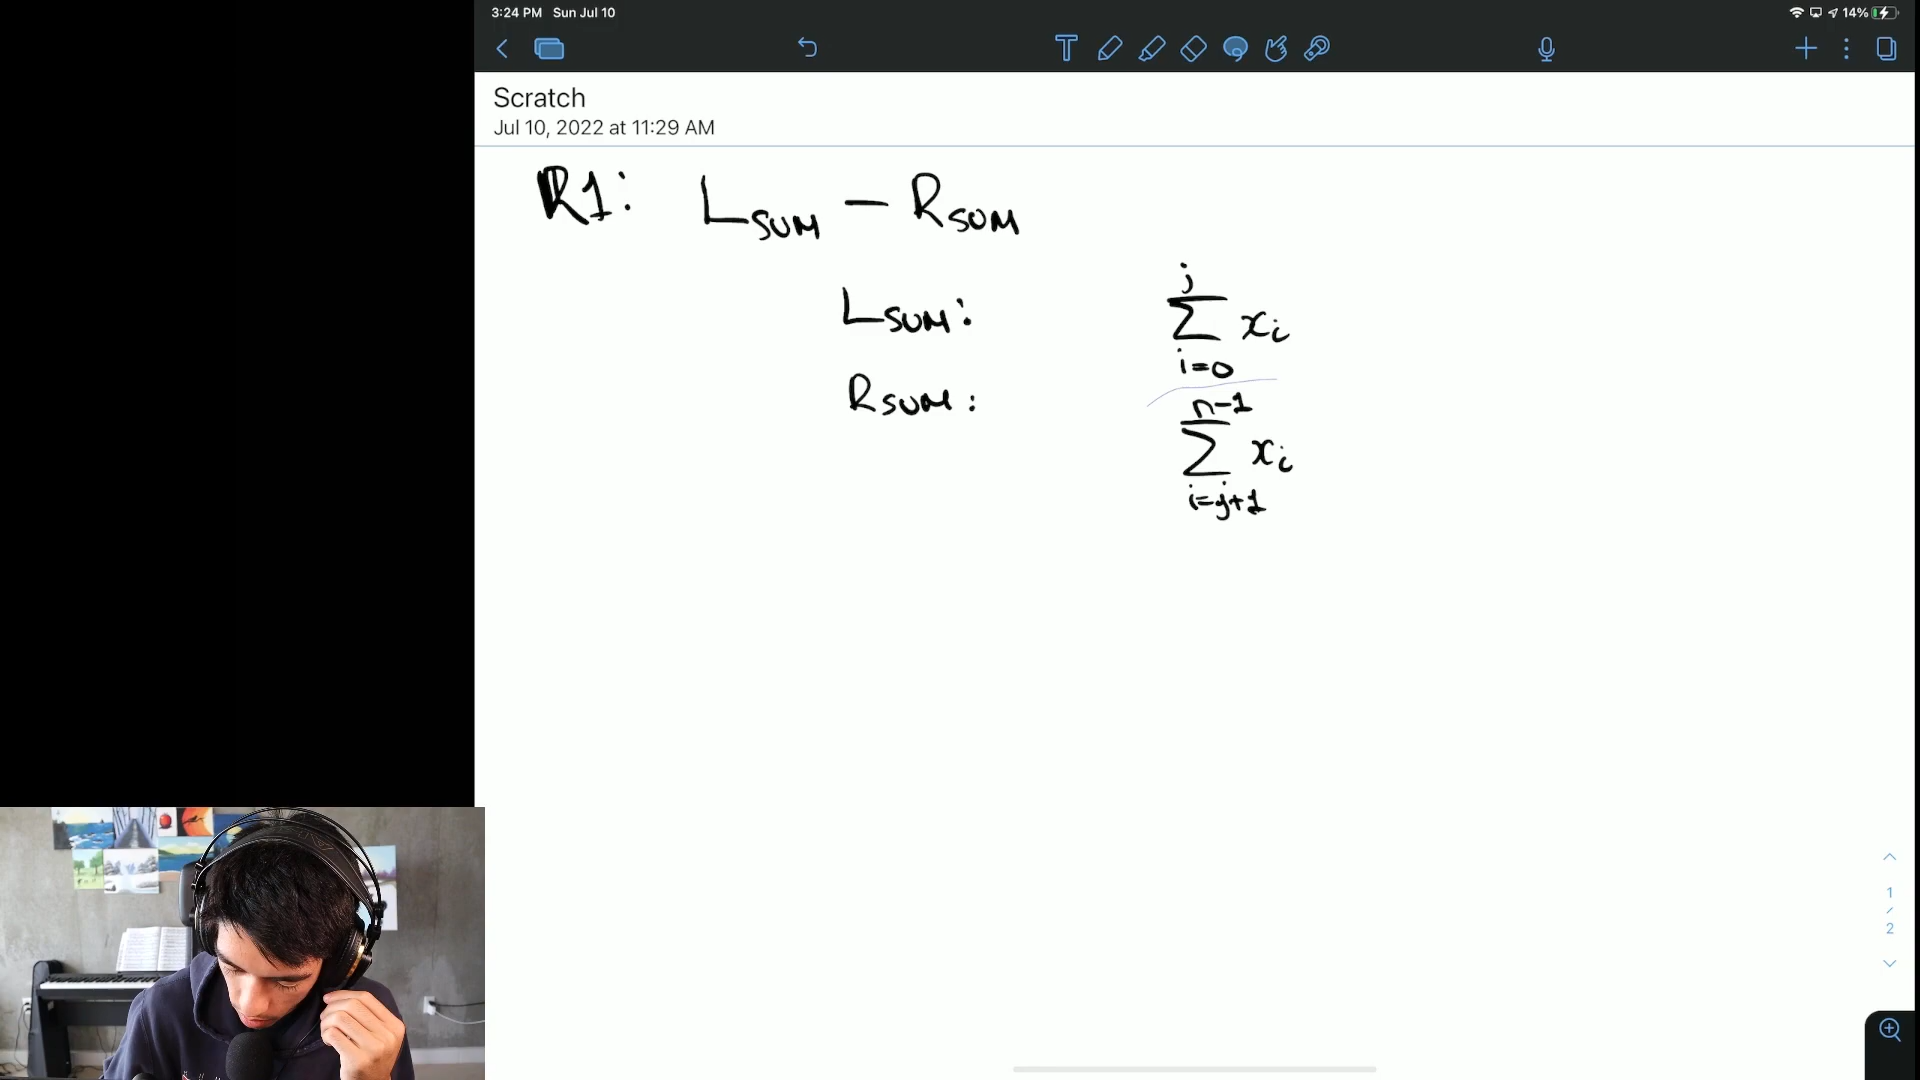 3:24 PM Sun Jul 10
14%
Scratch
Jul 10, 2022 at 11:29 AM
R1: LSUM - RSUM
LSUM: j ∑ i=0 xi
RSUM: n-1 ∑ i=j+1 xi
1
/
2